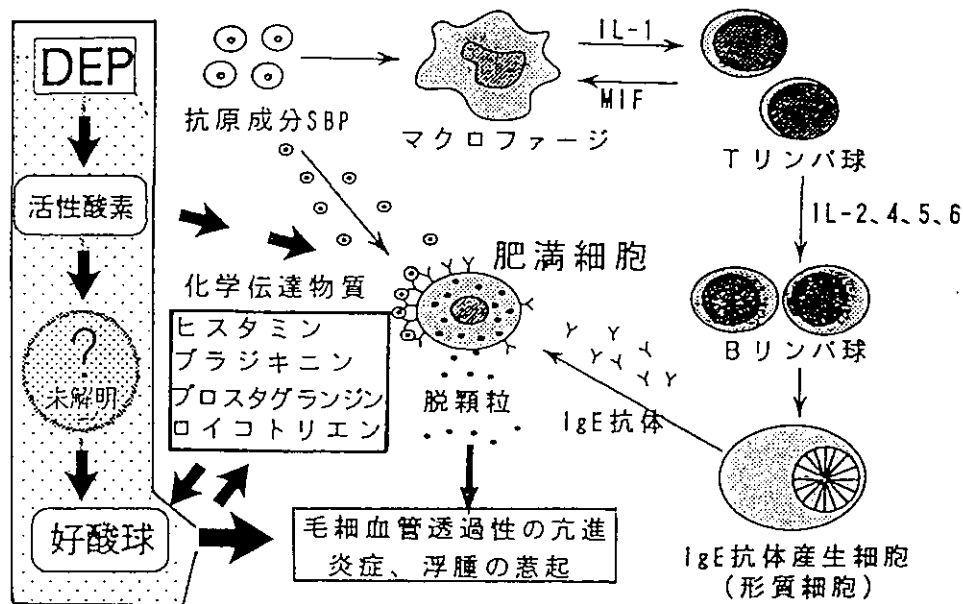 DEP
活性酸素
?
未解明
好酸球
抗原成分SBP
マクロファージ
IL-1
MIF
Tリンパ球
IL-2、4、5、6
Bリンパ球
IgE抗体産生細胞
(形質細胞)
IgE抗体
肥満細胞
脱顆粒
化学伝達物質
ヒスタミン
ブラジキニン
プロスタグランジン
ロイコトリエン
毛細血管透過性の亢進
炎症、浮腫の惹起